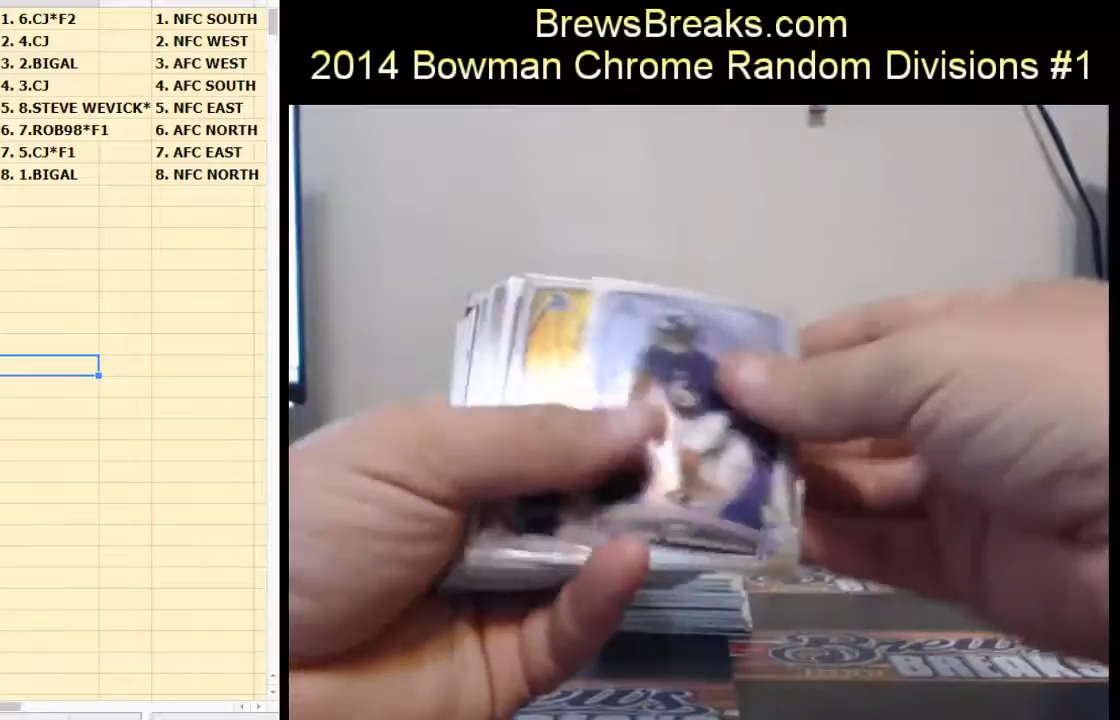 BrewsBreaks.com
2014 Bowman Chrome Random Divisions #1
1. 6.CJ*F2 1. NFC SOUTH
2. 4.CJ 2. NFC WEST
3. 2.BIGAL 3. AFC WEST
4. 3.CJ 4. AFC SOUTH
5. 8.STEVE WEVICK* 5. NFC EAST
6. 7.ROB98*F1 6. AFC NORTH
7. 5.CJ*F1 7. AFC EAST
8. 1.BIGAL 8. NFC NORTH
Brews
BREAKS